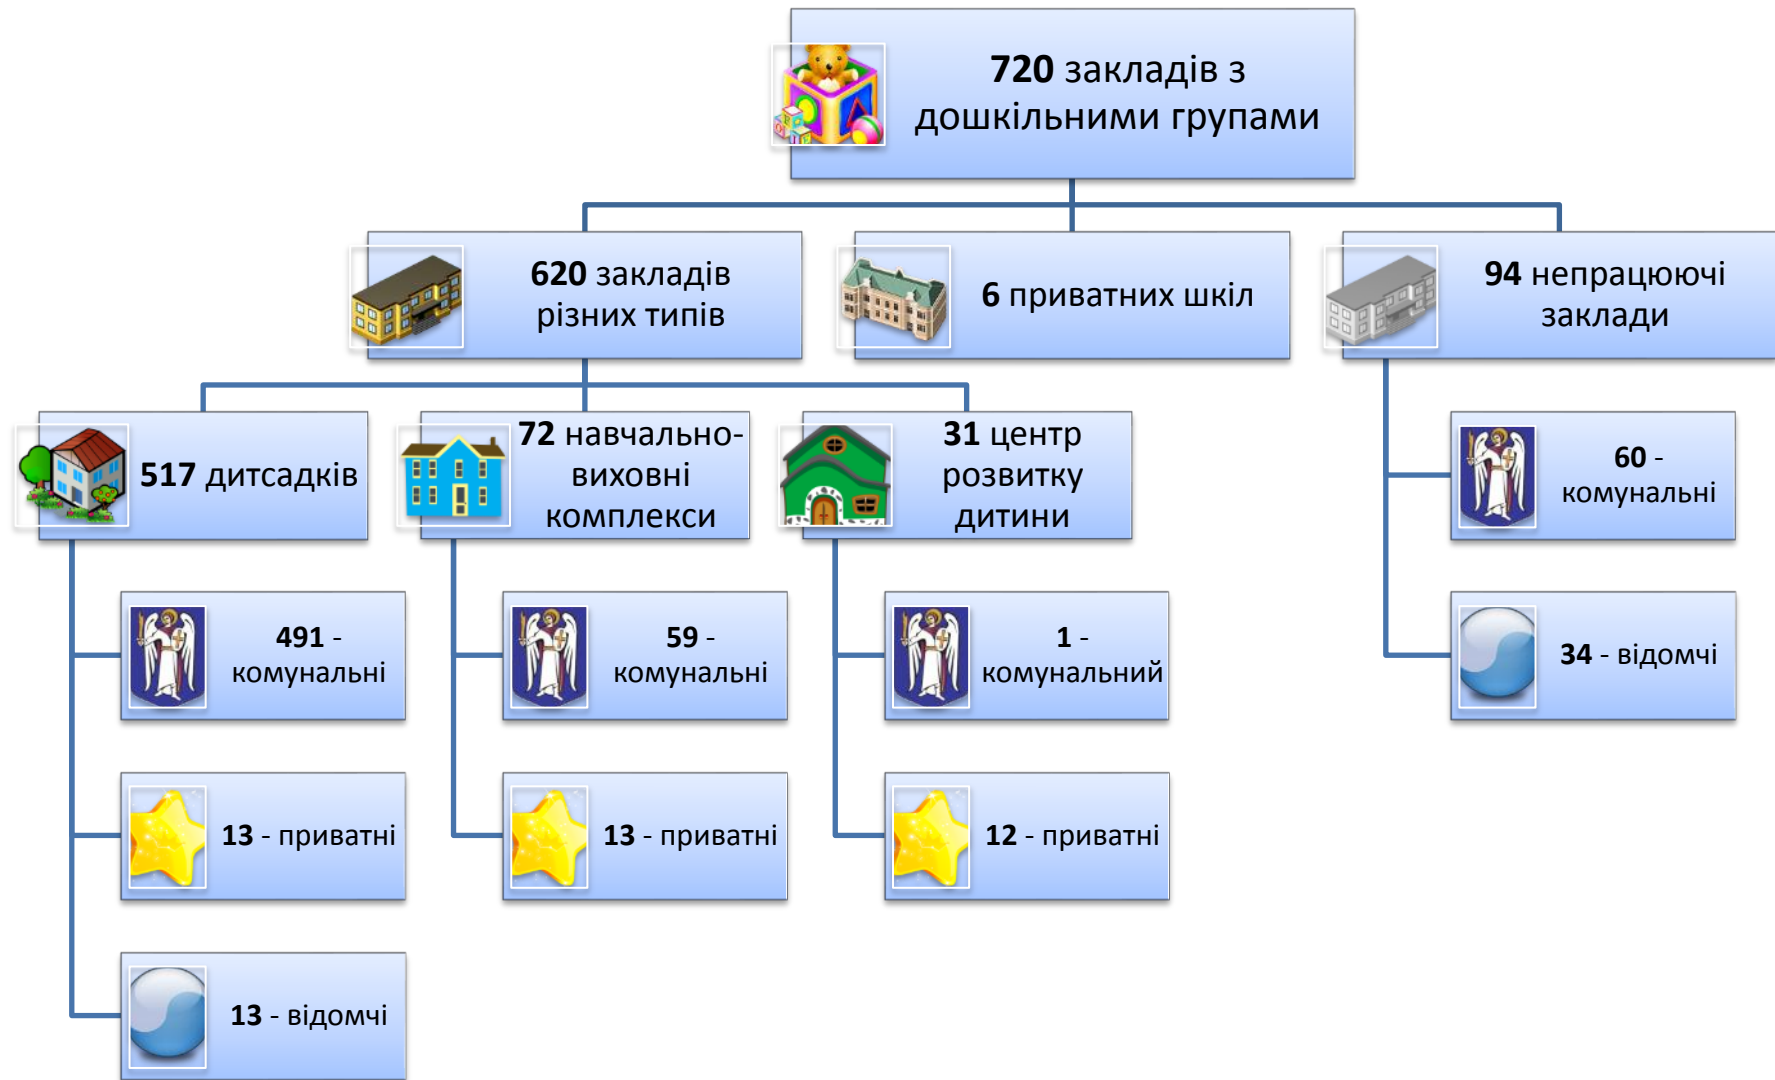 720 закладів з
дошкільними групами
620 закладів
різних типів
6 приватних шкіл
94 непрацюючі
заклади
517 дитсадків
72 навчально-
виховні
комплекси
31 центр
розвитку
дитини
60 -
комунальні
491 -
комунальні
59 -
комунальні
1 -
комунальний
34 - відомчі
13 - приватні
13 - приватні
12 - приватні
13 - відомчі